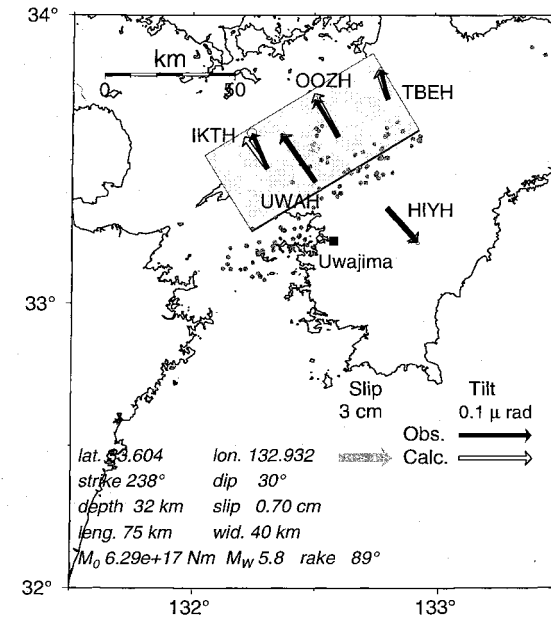 34°
km
0 50
OOZH
TBEH
IKTH
UWAH
HIYH
Uwajima
33°
Slip Tilt
3 cm 0.1 μ rad
Obs.
Calc.
lat. 33.604 lon. 132.932
strike 238° dip 30°
depth 32 km slip 0.70 cm
leng. 75 km wid. 40 km
M0 6.29e+17 Nm MW 5.8 rake 89°
32°
132° 133°